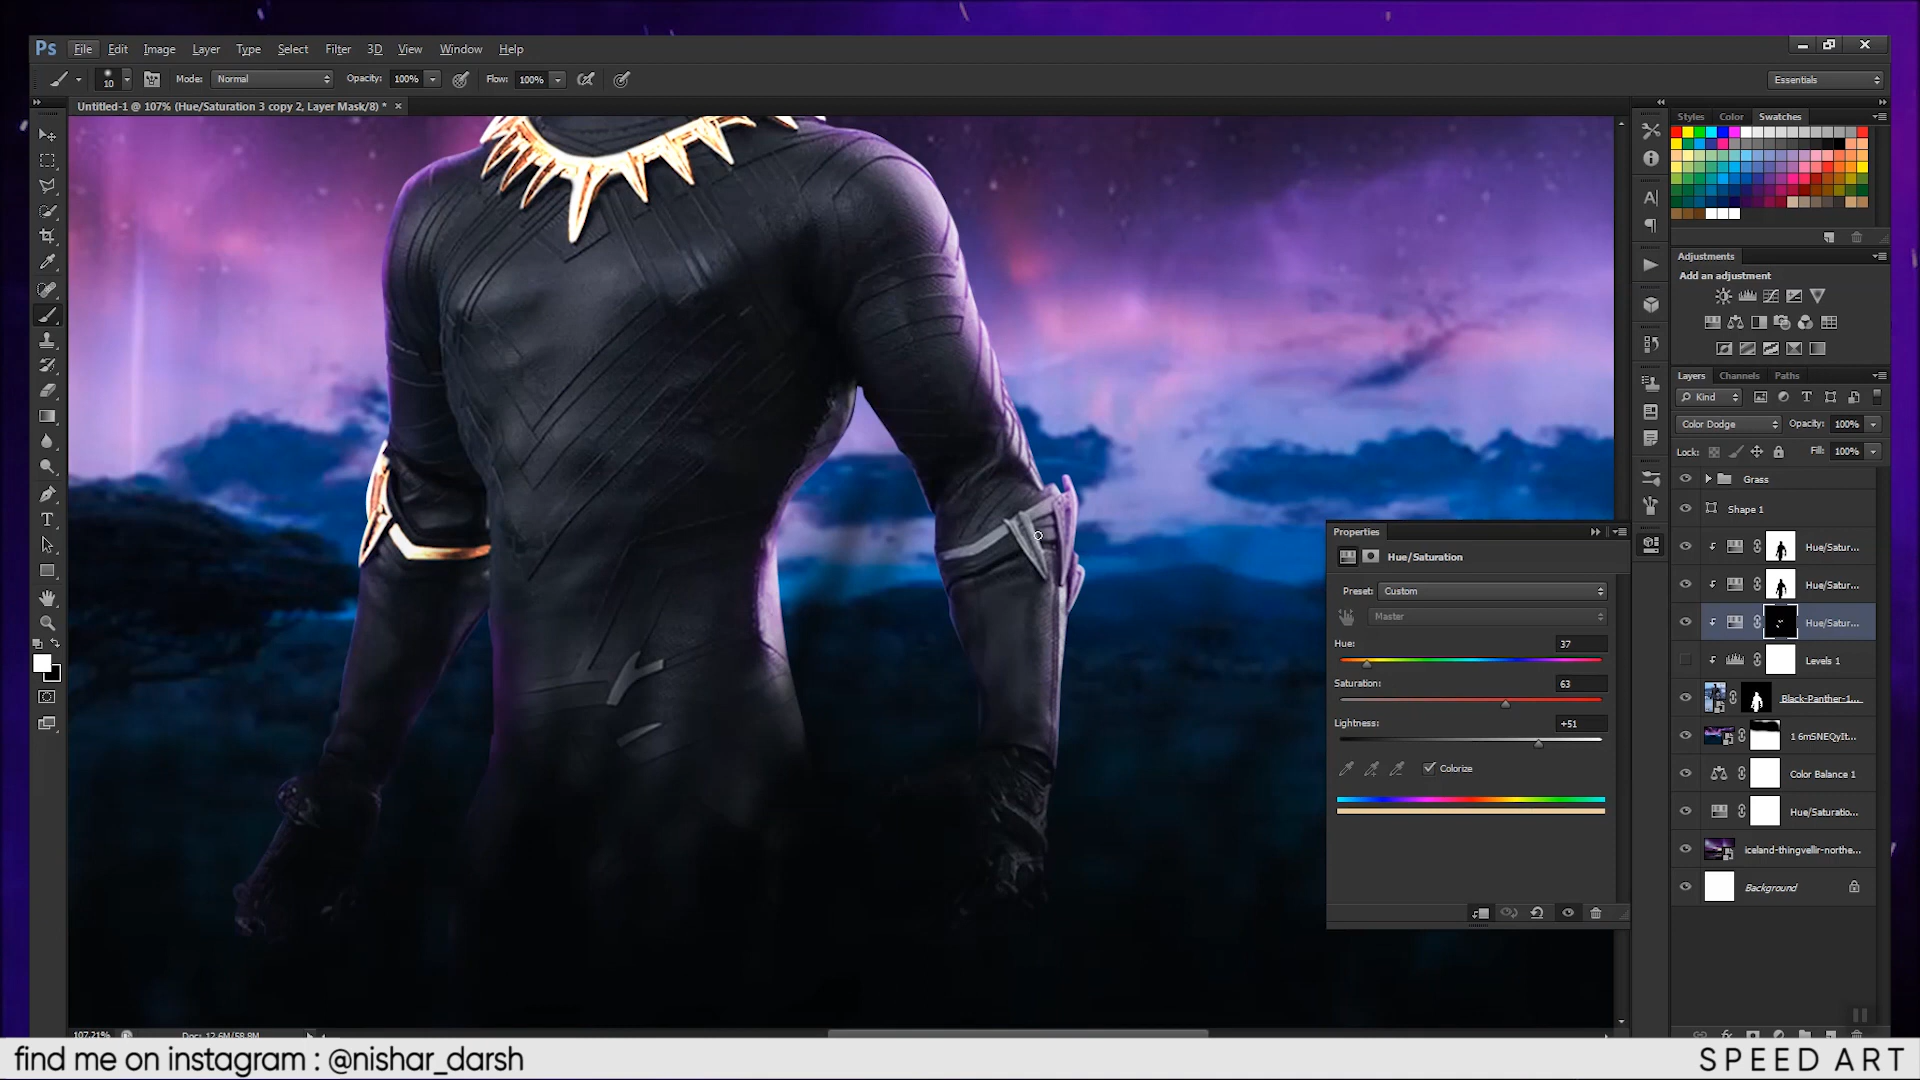 Ps File Edit Image Layer Type Select Filter 3D View Window Help
10 Mode: Normal Opacity: 100% Flow: 100% Essentials
Untitled-1 @ 107% (Hue/Saturation 3 copy 2, Layer Mask/8) * ×
Styles Color Swatches
Adjustments
Add an adjustment
Layers Channels Paths
Kind
Color Dodge Opacity: 100%
Lock: Fill: 100%
Grass
Shape 1
Hue/Satur...
Hue/Satur...
Hue/Satur...
Levels 1
Black-Panther-1...
1 6mSNEQyIt...
Color Balance 1
Hue/Saturatio...
iceland-thingvellir-northe...
Background
Properties
Hue/Saturation
Preset: Custom
Master
Hue: 37
Saturation: 63
Lightness: +51
Colorize
107.21% Doc: 12.6M/58.8M
find me on instagram : @nishar_darsh
SPEED ART